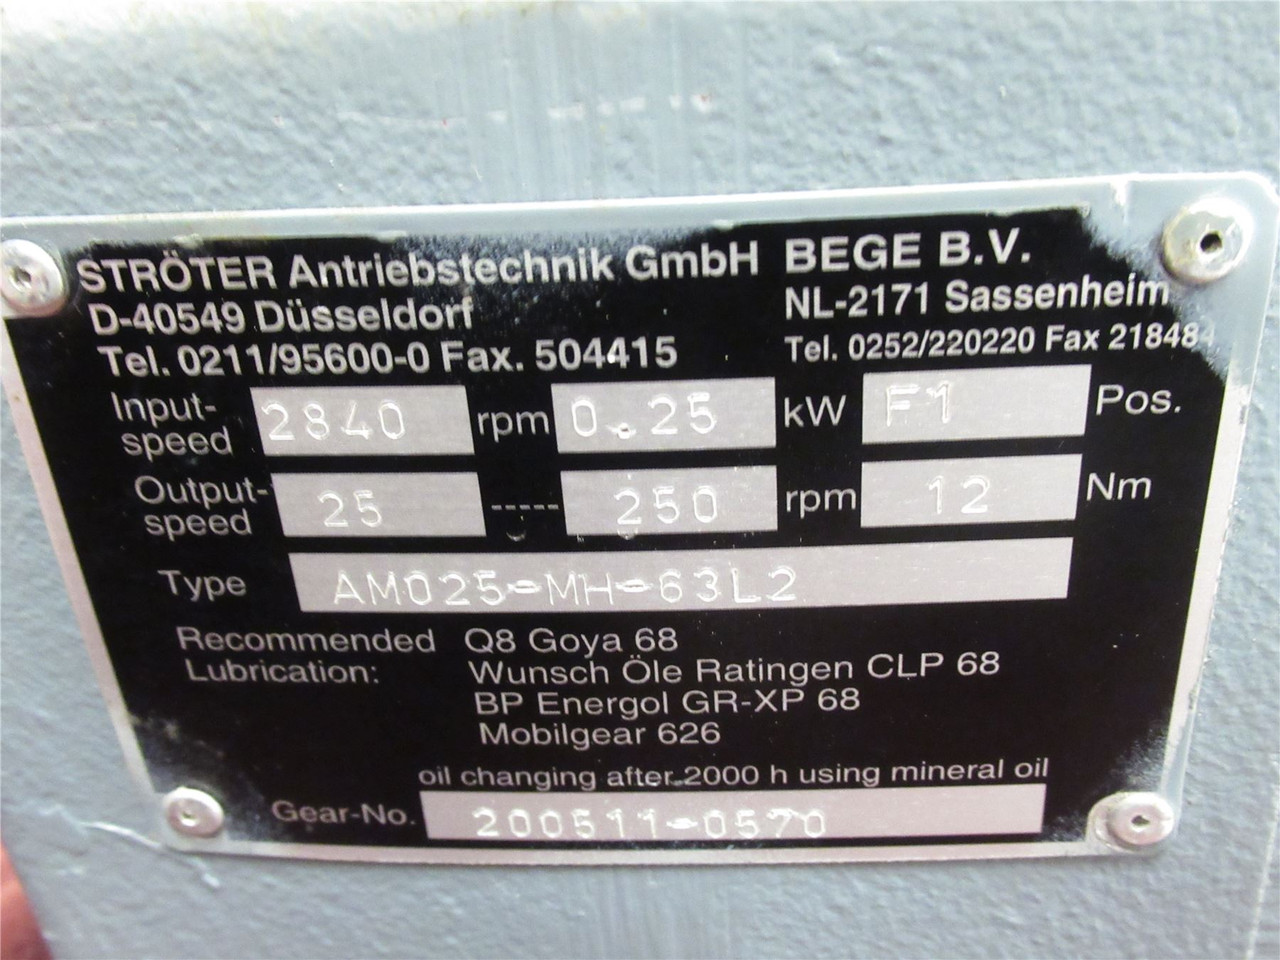 STRÖTER Antriebstechnik GmbH BEGE B.V.
D-40549 Düsseldorf NL-2171 Sassenheim
Tel. 0211/95600-0 Fax. 504415 Tel. 0252/220220 Fax 218484
Input-speed 2840 rpm 0.25 kW F1 Pos.
Output-speed 25 ----- 250 rpm 12 Nm
Type AM025-MH-63L2
Recommended Q8 Goya 68
Lubrication: Wunsch Öle Ratingen CLP 68
BP Energol GR-XP 68
Mobilgear 626
oil changing after 2000 h using mineral oil
Gear-No. 200511-0570